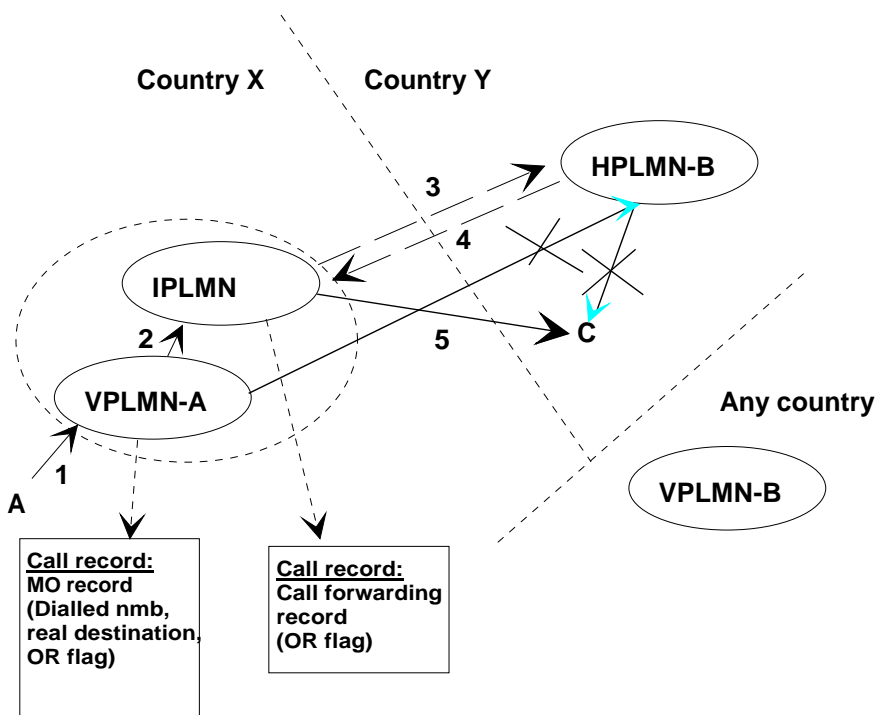 Country X
Country Y
HPLMN-B
3
4
IPLMN
2
5
C
VPLMN-A
Any country
1
A
VPLMN-B
Call record:
MO record
(Dialled nmb,
real destination,
OR flag)
Call record:
Call forwarding
record
(OR flag)